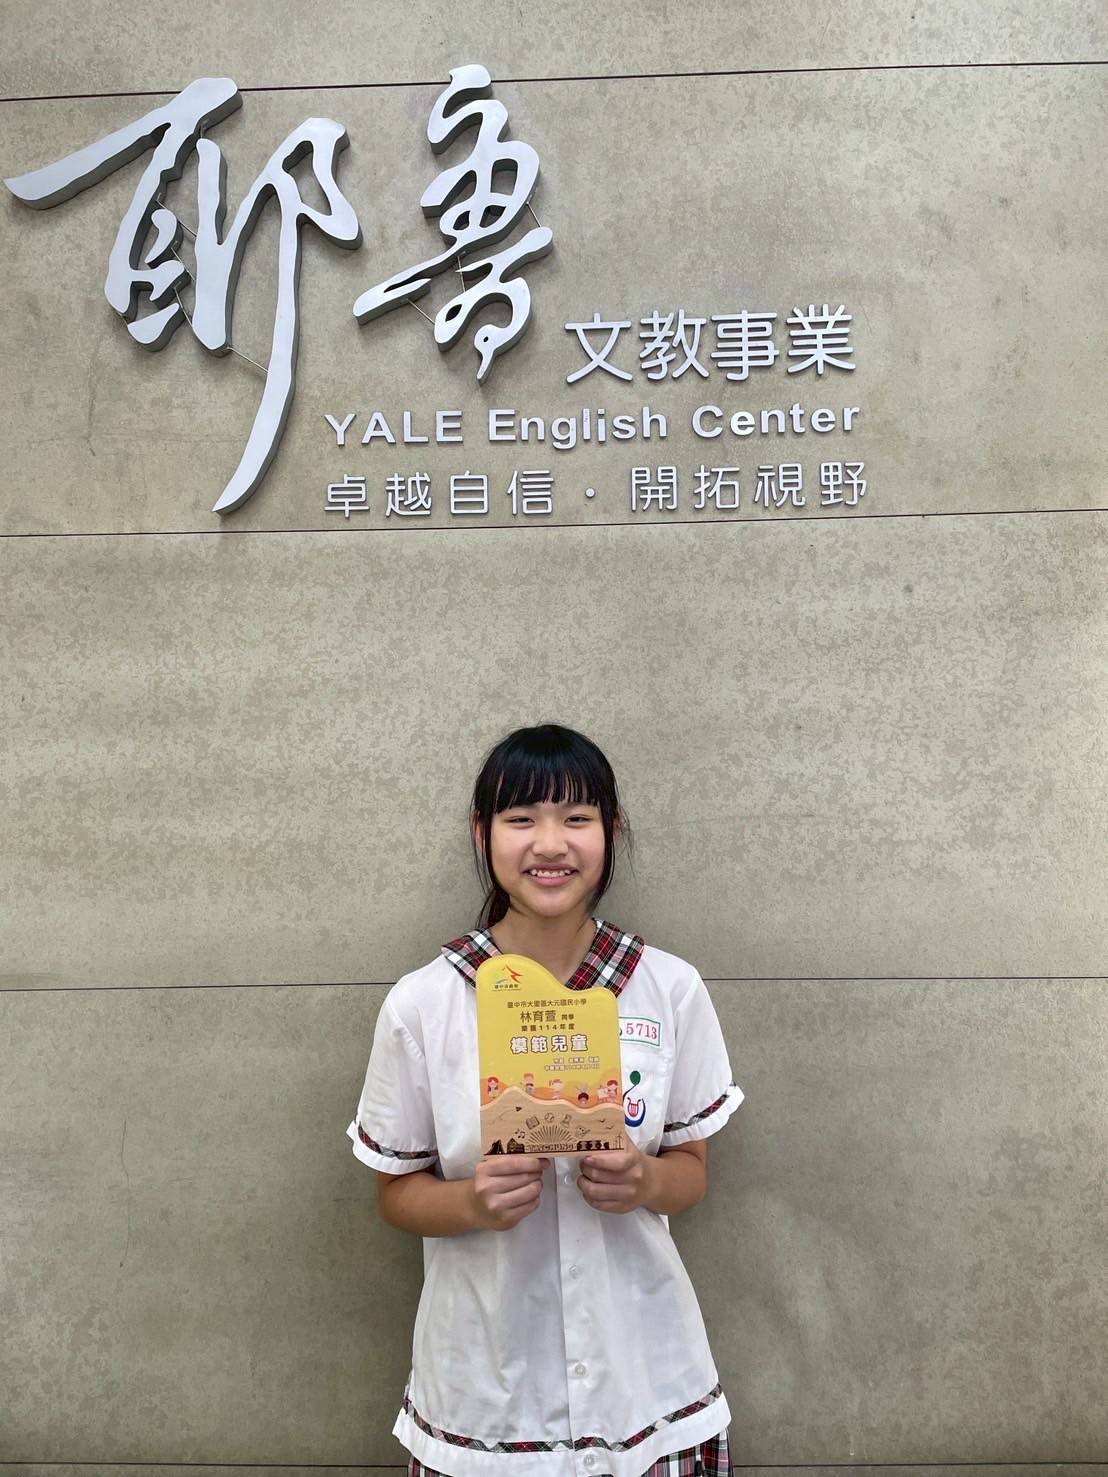 耶魯
文教事業
YALE English Center
卓越自信·開拓視野
臺中市大里區大元國民小學
林育萱 同學
榮獲114年度
模範兒童
5713
TAICHUNG